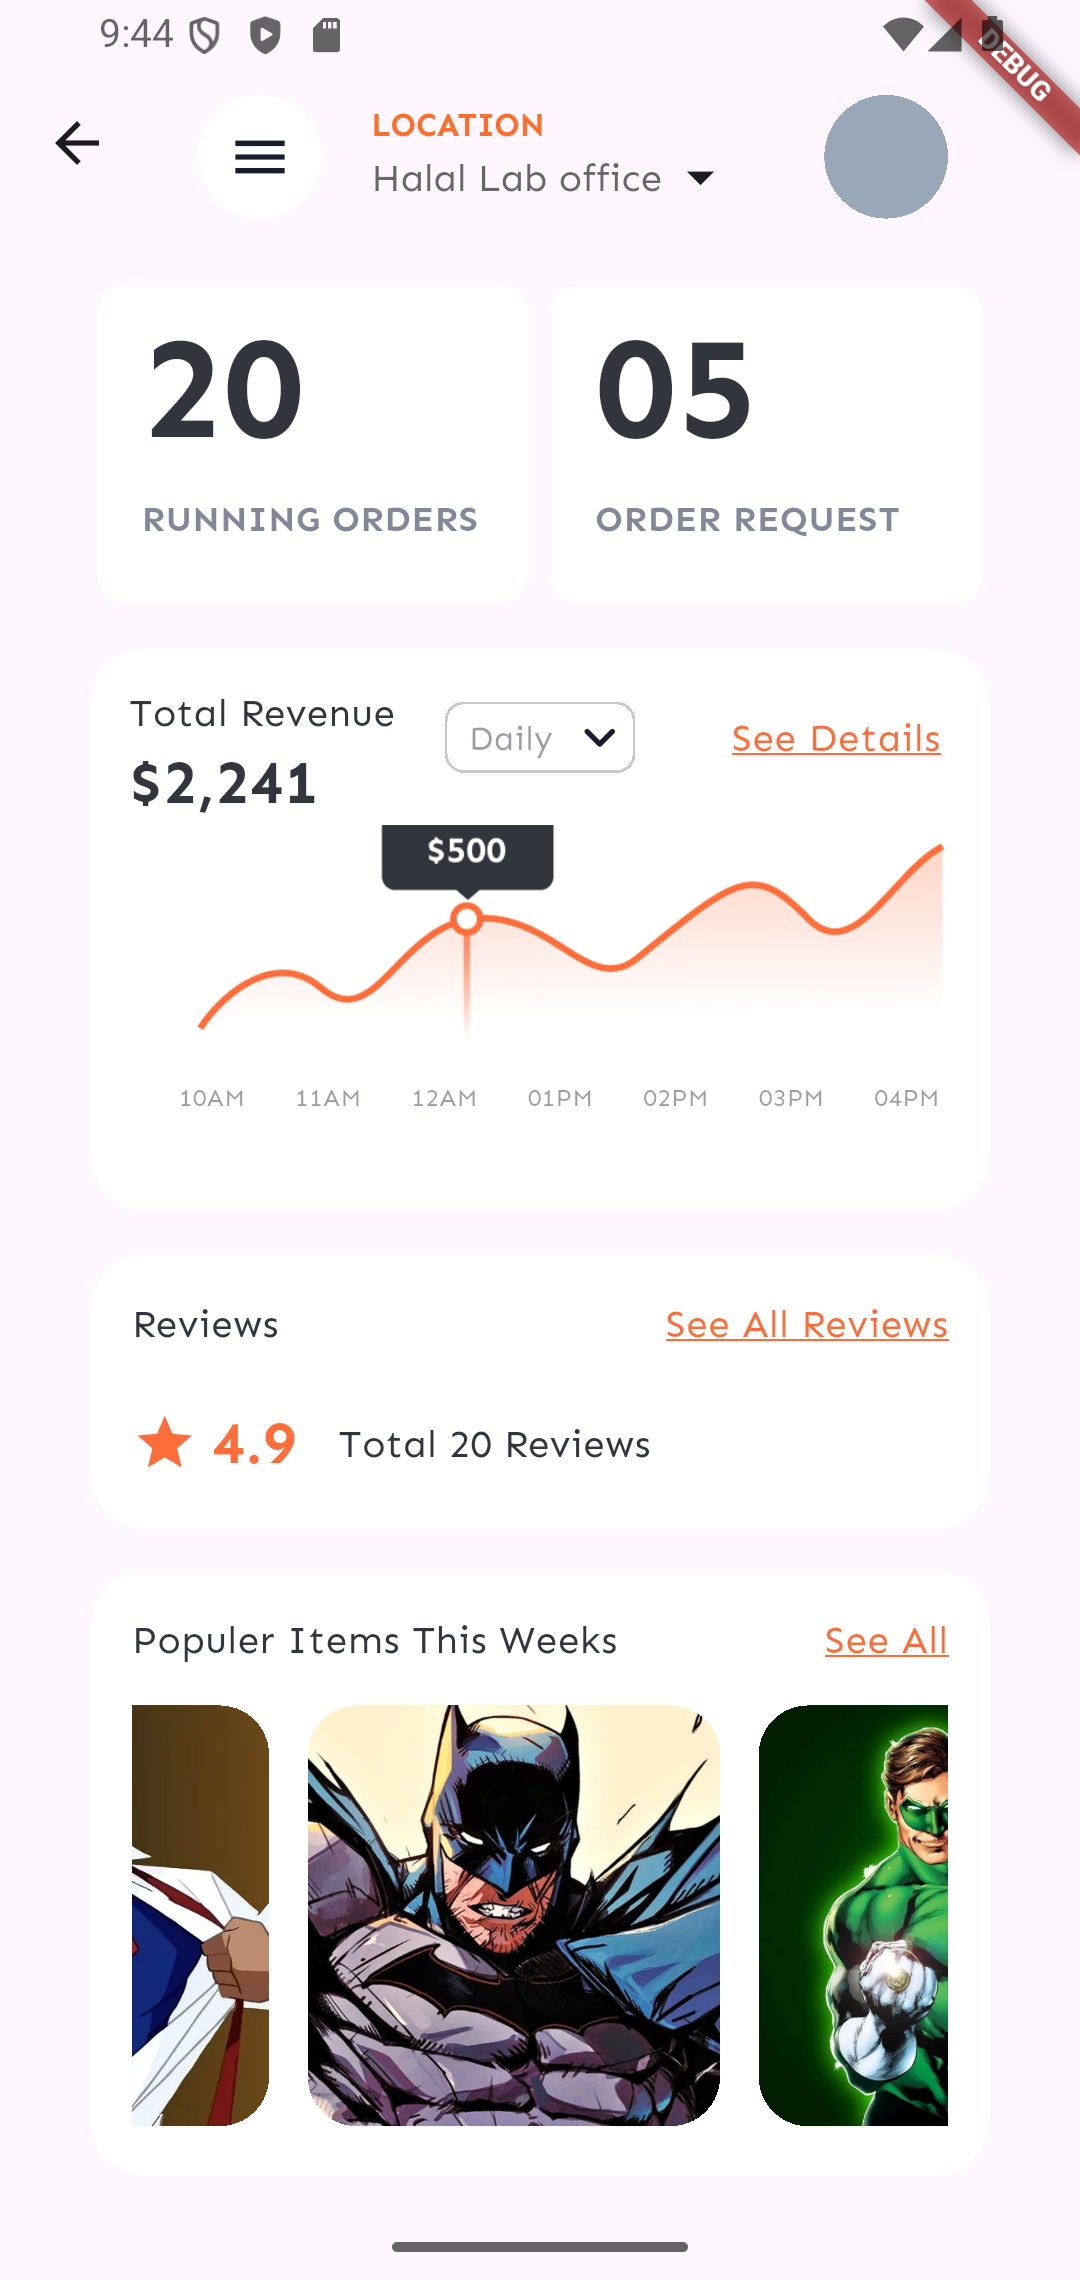 9:44
DEBUG
LOCATION
Halal Lab office
20
RUNNING ORDERS
05
ORDER REQUEST
Total Revenue
$2,241
Daily
See Details
$500
10AM 11AM 12AM 01PM 02PM 03PM 04PM
Reviews
See All Reviews
4.9
Total 20 Reviews
Populer Items This Weeks
See All